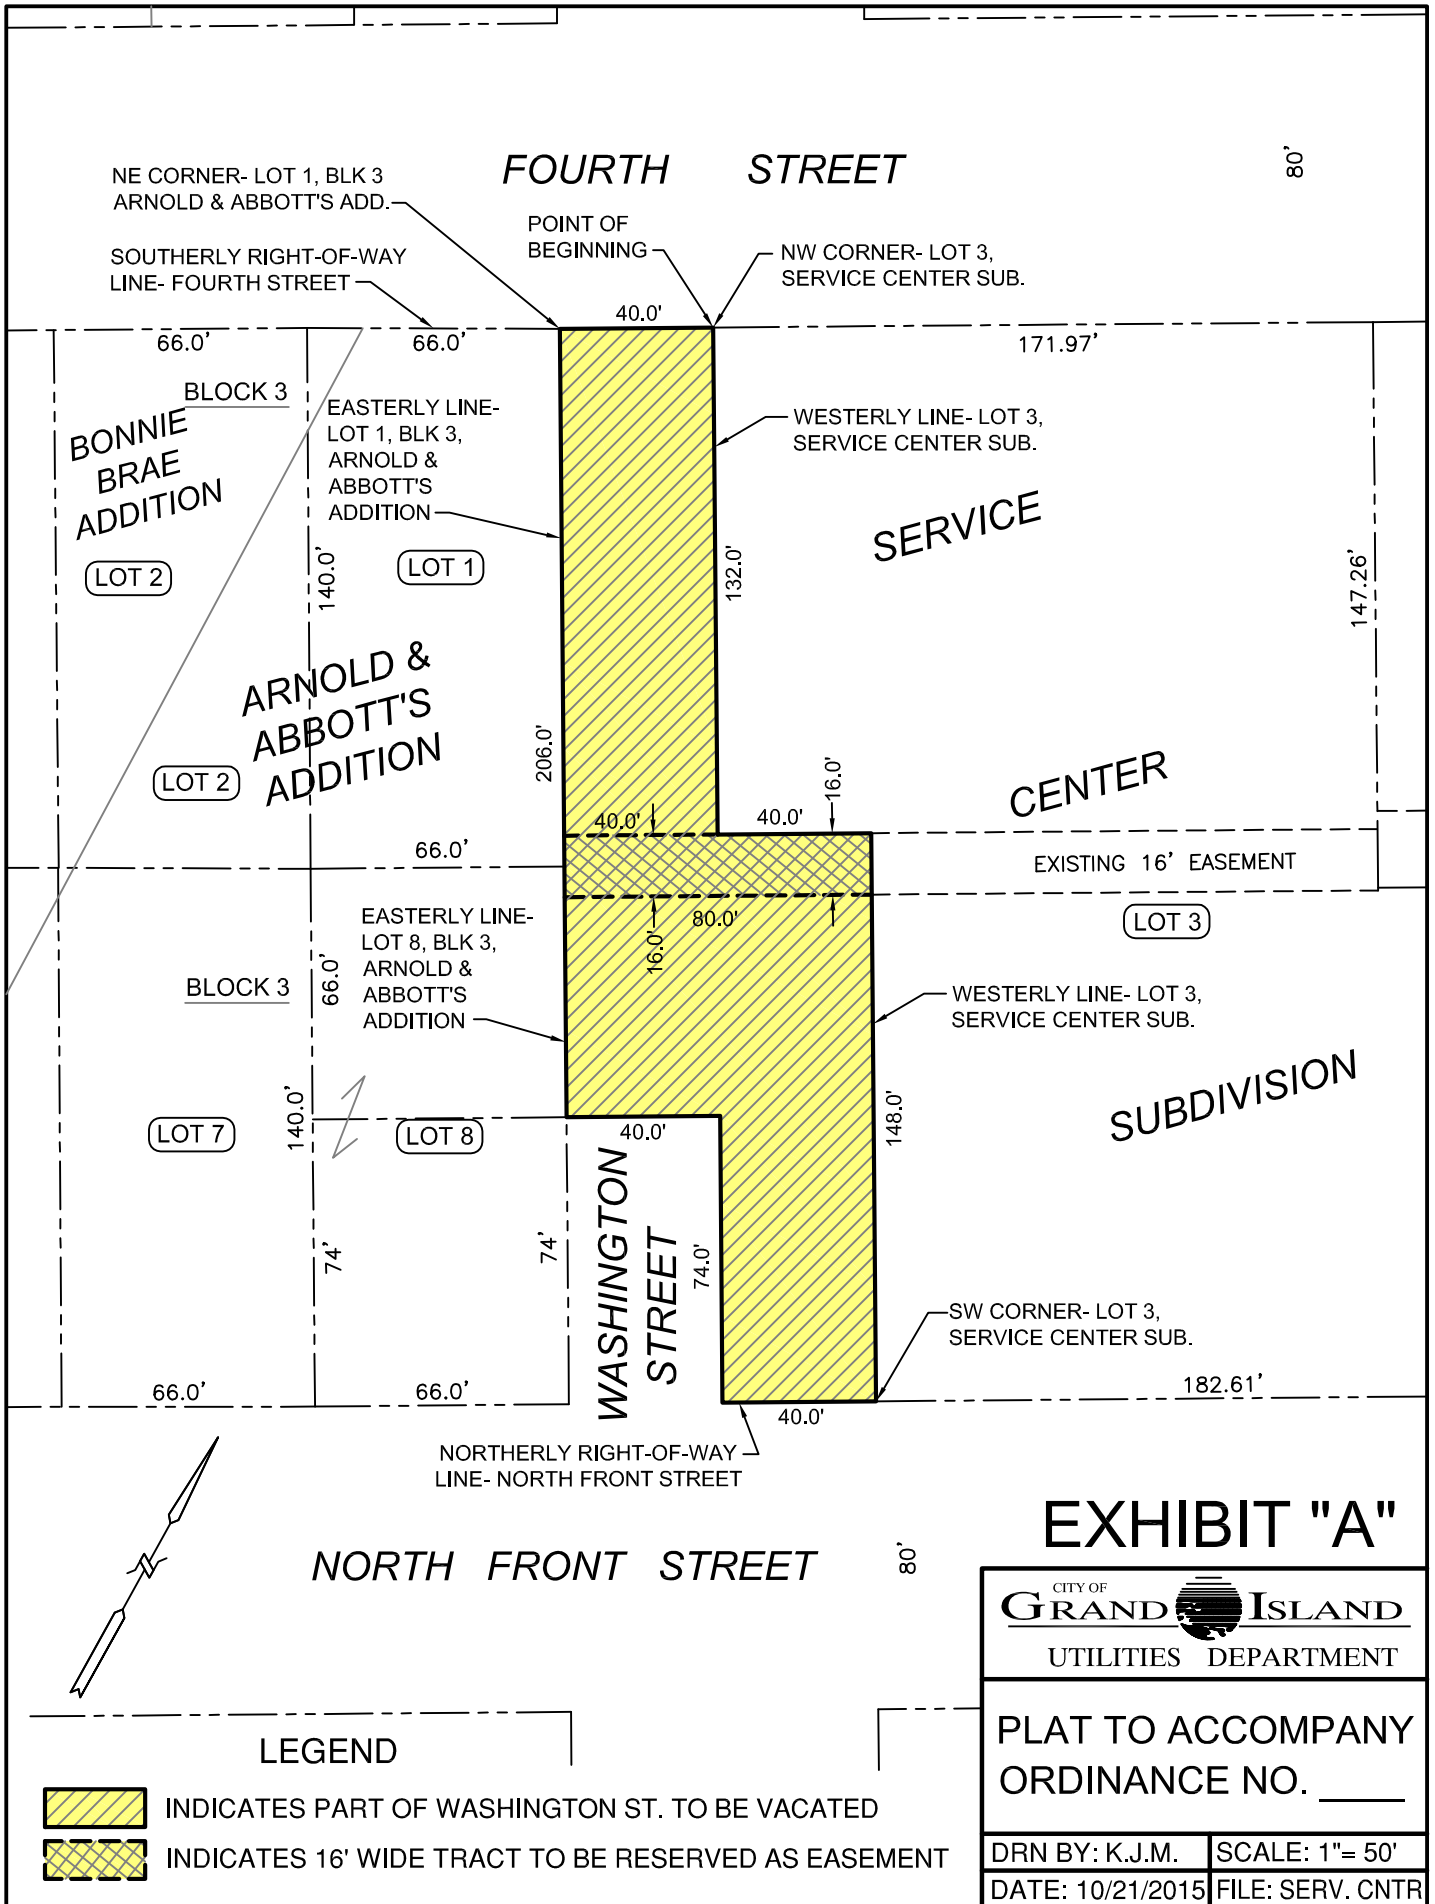 FOURTH STREET
80'
NE CORNER- LOT 1, BLK 3
ARNOLD & ABBOTT'S ADD.
POINT OF
BEGINNING
SOUTHERLY RIGHT-OF-WAY
LINE- FOURTH STREET
NW CORNER- LOT 3,
SERVICE CENTER SUB.
40.0'
66.0'
66.0'
171.97'
BLOCK 3
BONNIE
BRAE
ADDITION
EASTERLY LINE-
LOT 1, BLK 3,
ARNOLD &
ABBOTT'S
ADDITION
WESTERLY LINE- LOT 3,
SERVICE CENTER SUB.
SERVICE
LOT 2
140.0'
LOT 1
132.0'
147.26'
ARNOLD &
ABBOTT'S
ADDITION
206.0'
LOT 2
16.0'
CENTER
40.0'
40.0'
66.0'
EXISTING 16' EASEMENT
80.0'
16.0'
LOT 3
EASTERLY LINE-
LOT 8, BLK 3,
ARNOLD &
ABBOTT'S
ADDITION
BLOCK 3
66.0'
WESTERLY LINE- LOT 3,
SERVICE CENTER SUB.
SUBDIVISION
LOT 7
140.0'
LOT 8
40.0'
148.0'
WASHINGTON
STREET
74'
74'
74.0'
SW CORNER- LOT 3,
SERVICE CENTER SUB.
66.0'
66.0'
182.61'
40.0'
NORTHERLY RIGHT-OF-WAY
LINE- NORTH FRONT STREET
NORTH FRONT STREET
80'
EXHIBIT "A"
CITY OF
GRAND ISLAND
UTILITIES DEPARTMENT
PLAT TO ACCOMPANY
ORDINANCE NO. ____
DRN BY: K.J.M.
SCALE: 1"= 50'
DATE: 10/21/2015
FILE: SERV. CNTR
LEGEND
INDICATES PART OF WASHINGTON ST. TO BE VACATED
INDICATES 16' WIDE TRACT TO BE RESERVED AS EASEMENT